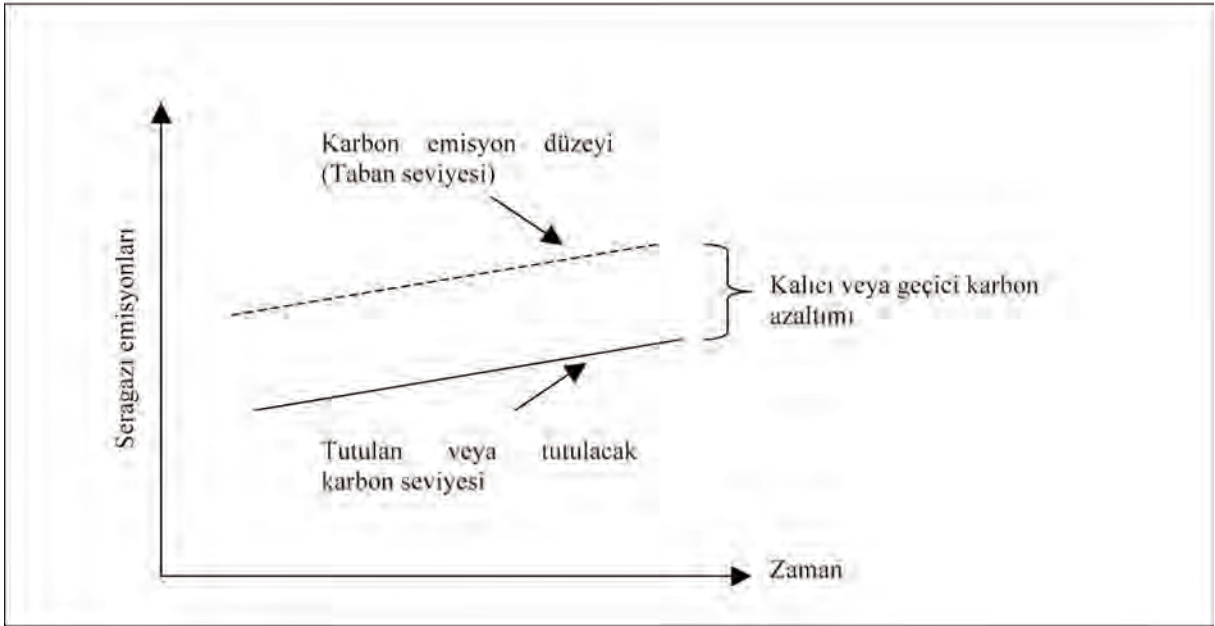 Karbon emisyon düzeyi
(Taban seviyesi)
Seragazı emisyonları
Kalıcı veya geçici karbon
azaltımı
Tutulan veya tutulacak
karbon seviyesi
Zaman